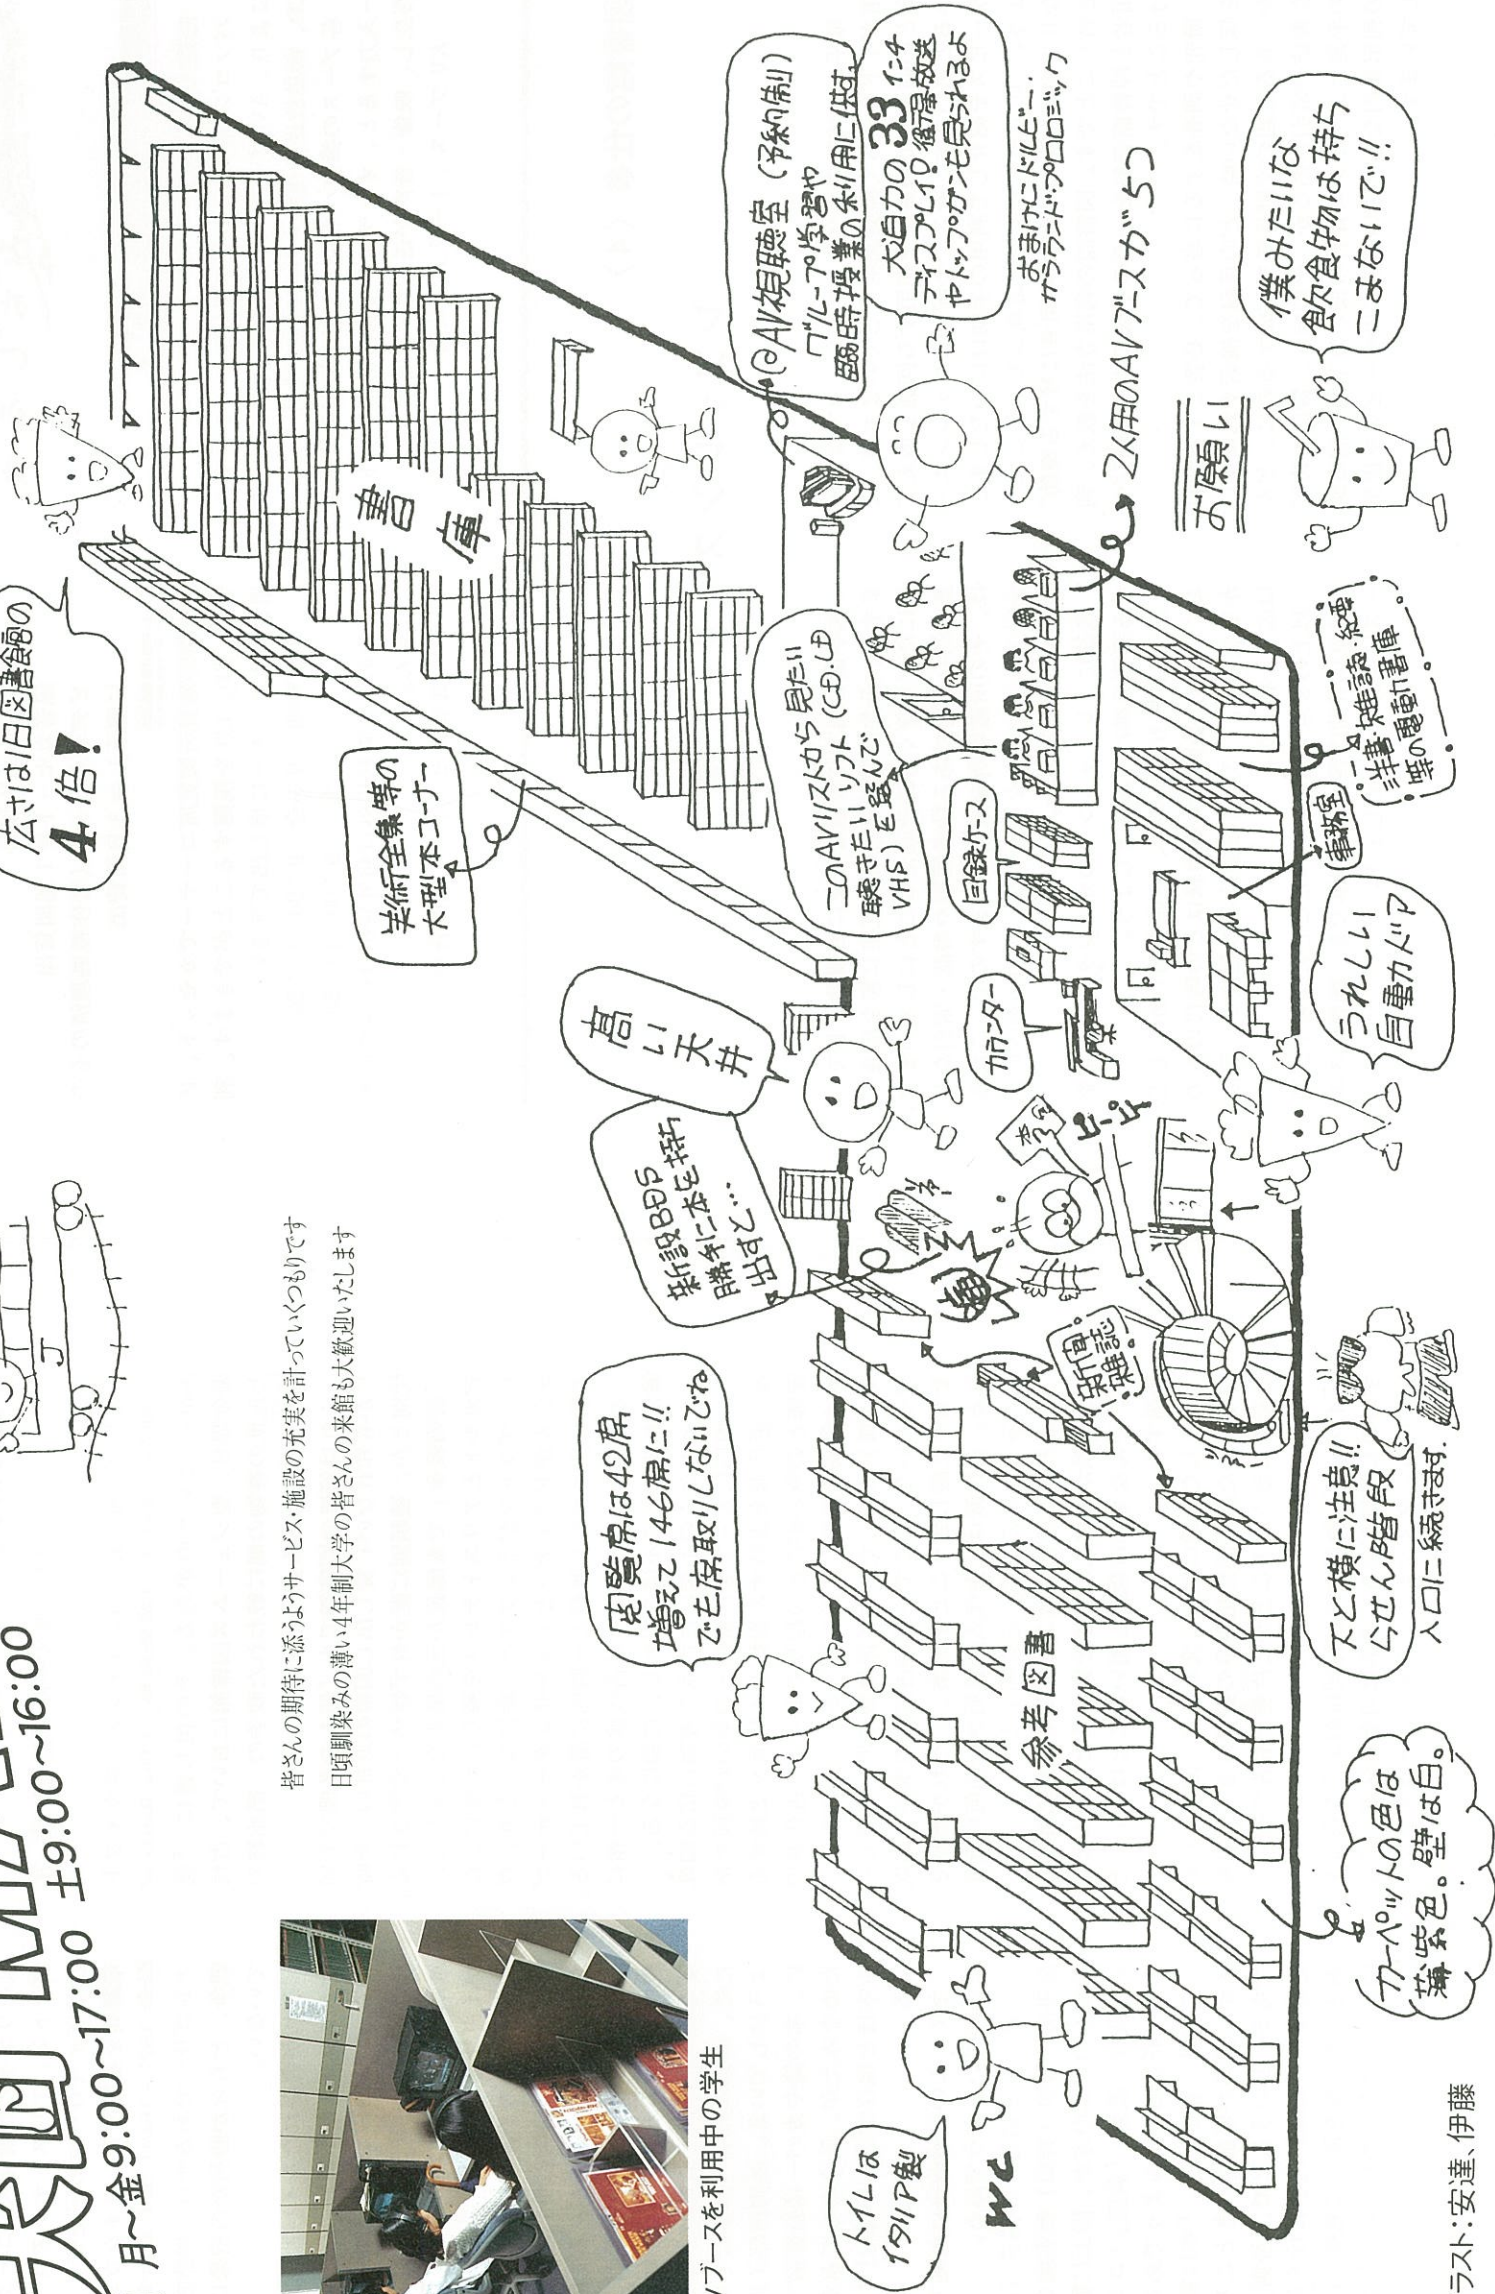 月〜金9:00〜17:00 土9:00〜16:00
皆さんの期待に添うようサービス・施設の充実を計っていくつもりです
日頃馴染みの薄い4年制大学の皆さんの来館も大歓迎いたします
ブースを利用中の学生
広さは旧図書館の
4倍!
美術全集等の
大型本コーナー
書庫
@AV視聴室(予約制)
グループ学習や
臨時授業の利用に供す。
大迫力の33インチ
ディスプレイ♡衛星放送
やトップガンも見られるよ
おまけにドルビー・
サラウンド・プロロジック
このAVリストから見たい
聴きたいソフト(CD.LD
VHS)を選んで
2人用のAVブースが5つ
お願い
僕みたいな
飲食物は持ち
こまないで!!
高い天井
新設BDS
勝手に本を持ち
出すと…
カウンター
目録ケース
事務室
洋書・雑誌・紀要
等の電動書庫
うれしい
自動ドア
ピーピー
新聞
雑誌
閲覧席は42席
増えて146席に!!
でも席取りしないでね
参考図書
下と横に注意!!
らせん階段
入口に続きます.
カーペットの色は
薄紫色。壁は白。
トイレは
イタリア製
WC
ラスト:安達、伊藤